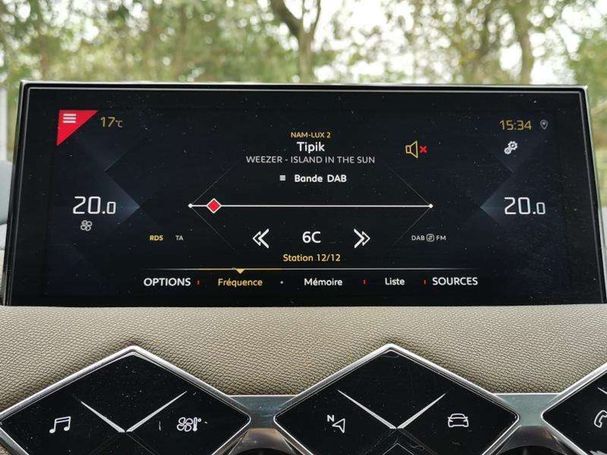 17°C
15:34
NAM-LUX 2
Tipik
WEEZER - ISLAND IN THE SUN
Bande DAB
20.0
20.0
RDS TA
6C
DAB FM
Station 12/12
OPTIONS Fréquence Mémoire Liste SOURCES
N